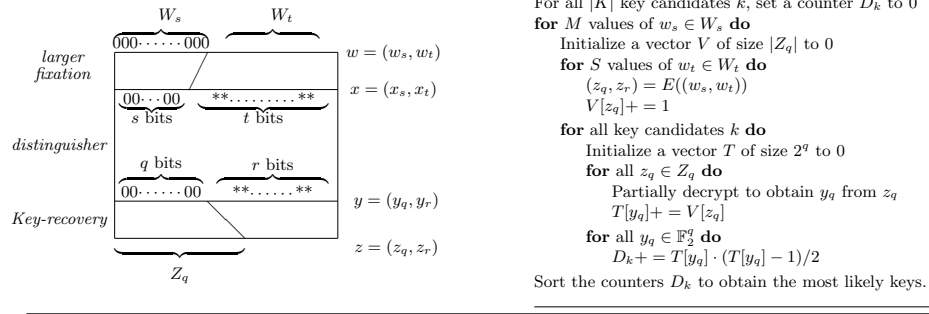 W_s W_t
000······000
larger fixation
w = (w_s, w_t)
x = (x_s, x_t)
00···00 **·········**
s bits t bits
distinguisher
q bits r bits
00······00 **······**
y = (y_q, y_r)
Key-recovery
z = (z_q, z_r)
Z_q
For all |K| key candidates k, set a counter D_k to 0
for M values of w_s ∈ W_s do
Initialize a vector V of size |Z_q| to 0
for S values of w_t ∈ W_t do
(z_q, z_r) = E((w_s, w_t))
V[z_q]+ = 1
for all key candidates k do
Initialize a vector T of size 2^q to 0
for all z_q ∈ Z_q do
Partially decrypt to obtain y_q from z_q
T[y_q]+ = V[z_q]
for all y_q ∈ 𝔽_2^q do
D_k+ = T[y_q] · (T[y_q] − 1)/2
Sort the counters D_k to obtain the most likely keys.